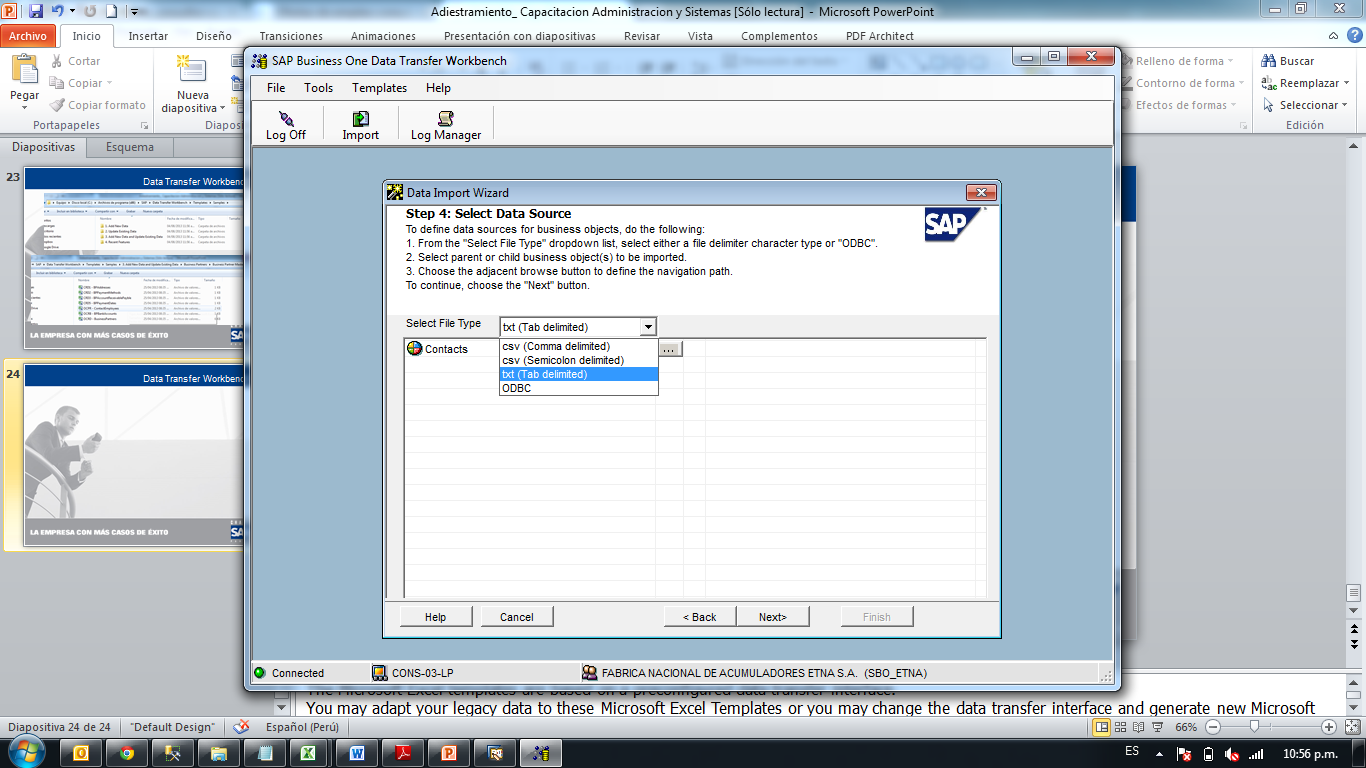 Adiestramiento_ Capacitacion Administracion y Sistemas [Sólo lectura] - Microsoft PowerPoint
Archivo Inicio Insertar Diseño Transiciones Animaciones Presentación con diapositivas Revisar Vista Complementos PDF Architect
Pegar
Cortar
Copiar
Copiar formato
Portapapeles
Nueva
diapositiva
Relleno de forma
Contorno de forma
Efectos de formas
Buscar
Reemplazar
Seleccionar
Edición
Diapositivas Esquema
23
Data Transfer Workbenc
LA EMPRESA CON MÁS CASOS DE ÉXITO
24
Data Transfer Workbenc
LA EMPRESA CON MÁS CASOS DE ÉXITO
SAP Business One Data Transfer Workbench
File Tools Templates Help
Log Off Import Log Manager
Data Import Wizard
Step 4: Select Data Source
SAP
To define data sources for business objects, do the following:
1. From the "Select File Type" dropdown list, select either a file delimiter character type or "ODBC".
2. Select parent or child business object(s) to be imported.
3. Choose the adjacent browse button to define the navigation path.
To continue, choose the "Next" button.
Select File Type txt (Tab delimited)
Contacts ...
csv (Comma delimited)
csv (Semicolon delimited)
txt (Tab delimited)
ODBC
Help Cancel < Back Next> Finish
Connected CONS-03-LP FABRICA NACIONAL DE ACUMULADORES ETNA S.A. (SBO_ETNA)
The Microsoft Excel templates are based on a preconfigured data transfer interface.
You may adapt your legacy data to these Microsoft Excel Templates or you may change the data transfer interface and generate new Microsoft
Diapositiva 24 de 24 "Default Design" Español (Perú) 66%
ES 10:56 p.m.